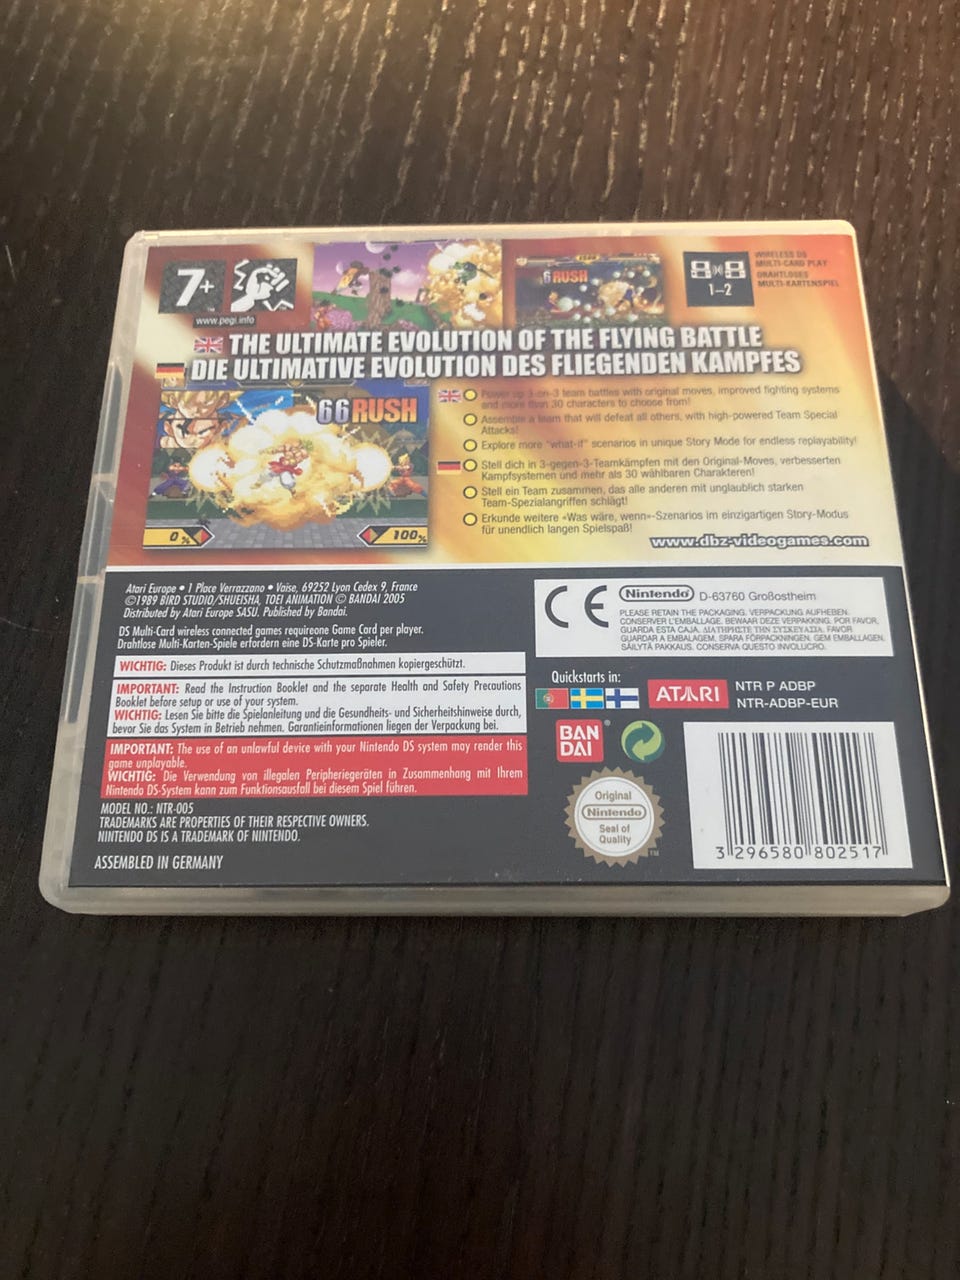 7+
www.pegi.info
6 RUSH
1–2
WIRELESS DS
MULTI-CARD PLAY
DRAHTLOSES
MULTI-KARTENSPIEL
THE ULTIMATE EVOLUTION OF THE FLYING BATTLE
DIE ULTIMATIVE EVOLUTION DES FLIEGENDEN KAMPFES
66 RUSH
0%
100%
Power up 3-on-3 team battles with original moves, improved fighting systems
and more than 30 characters to choose from!
Assemble a team that will defeat all others, with high-powered Team Special
Attacks!
Explore more "what-if" scenarios in unique Story Mode for endless replayability!
Stell dich in 3-gegen-3-Teamkämpfen mit den Original-Moves, verbesserten
Kampfsystemen und mehr als 30 wählbaren Charakteren!
Stell ein Team zusammen, das alle anderen mit unglaublich starken
Team-Spezialangriffen schlägt!
Erkunde weitere «Was wäre, wenn»-Szenarios im einzigartigen Story-Modus
für unendlich langen Spielspaß!
www.dbz-videogames.com
Atari Europe • 1 Place Verrazzano • Vaise, 69252 Lyon Cedex 9, France
©1989 BIRD STUDIO/SHUEISHA, TOEI ANIMATION © BANDAI 2005
Distributed by Atari Europe SASU. Published by Bandai.
DS Multi-Card wireless connected games requireone Game Card per player.
Drahtlose Multi-Karten-Spiele erfordern eine DS-Karte pro Spieler.
WICHTIG: Dieses Produkt ist durch technische Schutzmaßnahmen kopiergeschützt.
IMPORTANT: Read the Instruction Booklet and the separate Health and Safety Precautions
Booklet before setup or use of your system.
WICHTIG: Lesen Sie bitte die Spielanleitung und die Gesundheits- und Sicherheitshinweise durch,
bevor Sie das System in Betrieb nehmen. Garantieinformationen liegen der Verpackung bei.
IMPORTANT: The use of an unlawful device with your Nintendo DS system may render this
game unplayable.
WICHTIG: Die Verwendung von illegalen Peripheriegeräten in Zusammenhang mit Ihrem
Nintendo DS-System kann zum Funktionsausfall bei diesem Spiel führen.
MODEL NO.: NTR-005
TRADEMARKS ARE PROPERTIES OF THEIR RESPECTIVE OWNERS.
NINTENDO DS IS A TRADEMARK OF NINTENDO.
ASSEMBLED IN GERMANY
CE
Nintendo D-63760 Großostheim
PLEASE RETAIN THE PACKAGING. VERPACKUNG AUFHEBEN.
CONSERVER L'EMBALLAGE. BEWAAR DEZE VERPAKKING. POR FAVOR,
GUARDA ESTA CAJA. ΔΙΑΤΗΡΗΣΤΕ ΤΗΝ ΣΥΣΚΕΥΑΣΙΑ. FAVOR
GUARDAR A EMBALAGEM. SPARA FÖRPACKNINGEN. GEM EMBALLAGEN.
SÄILYTÄ PAKKAUS. CONSERVA QUESTO INVOLUCRO.
Quickstarts in:
ATARI
NTR P ADBP
NTR-ADBP-EUR
BAN
DAI
®
Original
Nintendo
Seal of
Quality
TM
3 296580 802517